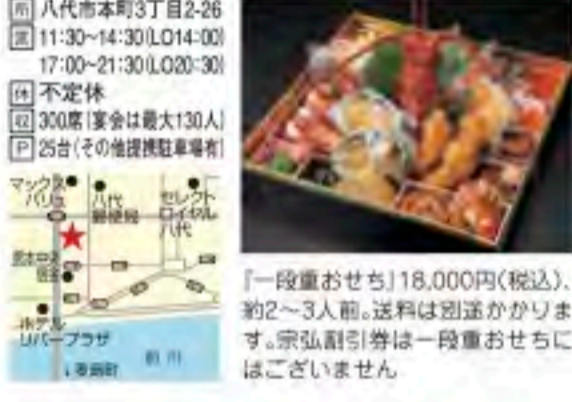 所 八代市本町3丁目2-26
営 11:30~14:30(LO14:00)
17:00~21:30(LO20:30)
休 不定休
収 300席(宴会は最大130人)
P 25台(その他提携駐車場有)
マックス
バリュ
八代
郵便局
セレクト
ロイヤル
八代
ホテル
リバープラザ
前川
「一段重おせち」18,000円(税込)、
約2~3人前。送料は別途かかりま
す。宗弘割引券は一段重おせちに
はございません